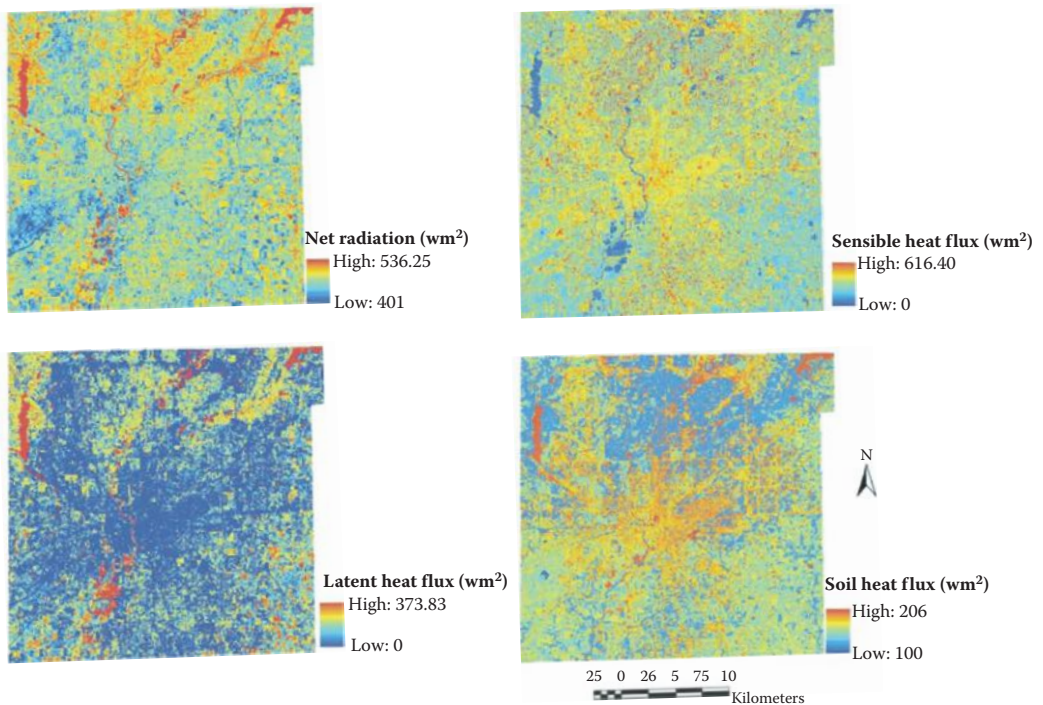 Net radiation (wm²)
High: 536.25
Low: 401
Sensible heat flux (wm²)
High: 616.40
Low: 0
Latent heat flux (wm²)
High: 373.83
Low: 0
N
Soil heat flux (wm²)
High: 206
Low: 100
25 0 26 5 75 10
Kilometers